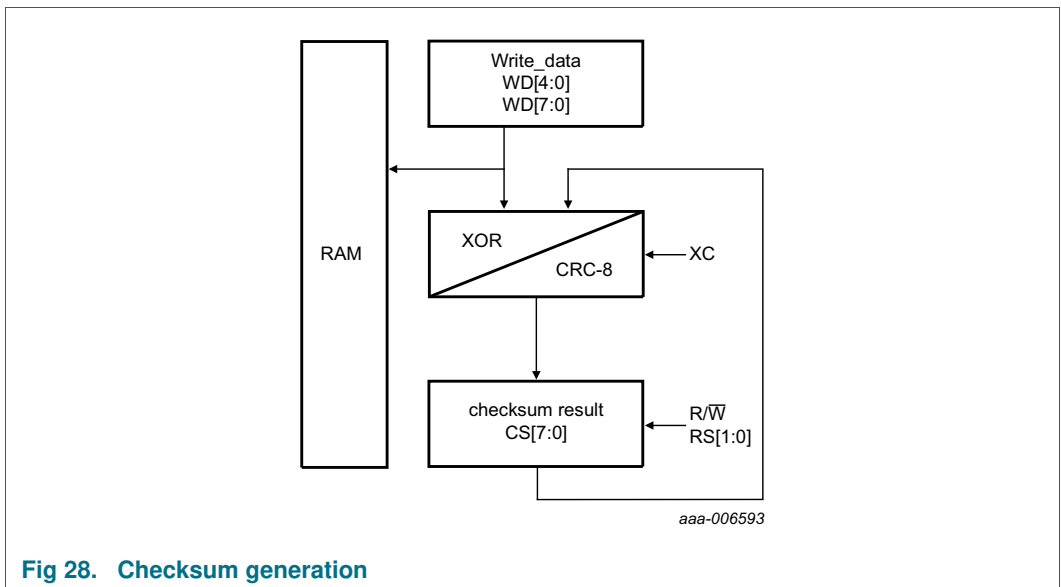 Write_data
WD[4:0]
WD[7:0]
RAM
XOR
CRC-8
XC
checksum result
CS[7:0]
R/W̅
RS[1:0]
aaa-006593
Fig 28. Checksum generation